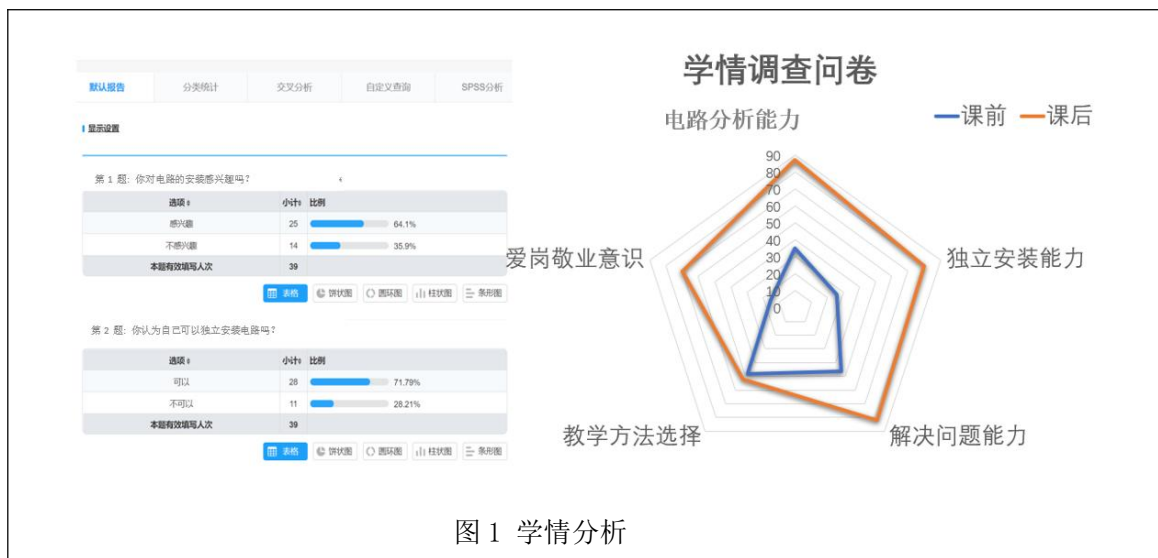 默认报告 分类统计 交叉分析 自定义查询 SPSS分析
显示设置
第 1 题: 你对电路的安装感兴趣吗?
选项 小计 比例
感兴趣 25 64.1%
不感兴趣 14 35.9%
本题有效填写人次 39
表格 饼状图 圆环图 柱状图 条形图
第 2 题: 你认为自己可以独立安装电路吗?
选项 小计 比例
可以 28 71.79%
不可以 11 28.21%
本题有效填写人次 39
表格 饼状图 圆环图 柱状图 条形图
学情调查问卷
电路分析能力
课前 课后
90
80
70
60
50
40
30
20
10
0
爱岗敬业意识
独立安装能力
教学方法选择
解决问题能力
图 1 学情分析